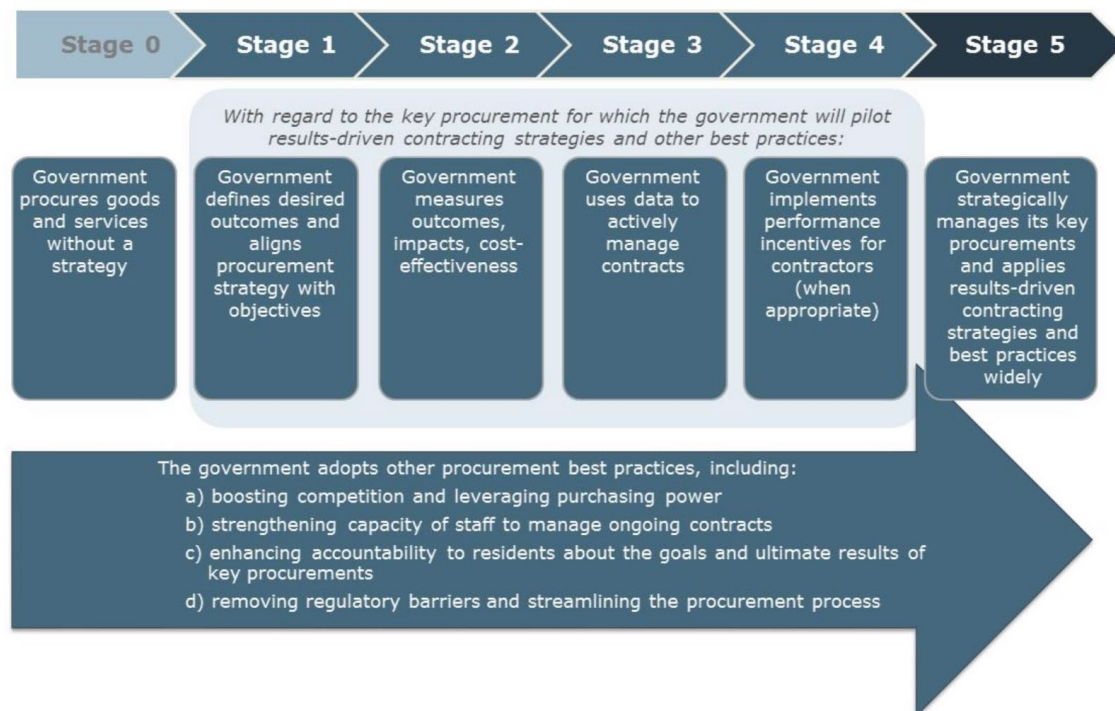 Stage 0
Stage 1
Stage 2
Stage 3
Stage 4
Stage 5
With regard to the key procurement for which the government will pilot
results-driven contracting strategies and other best practices:
Government
procures goods
and services
without a
strategy
Government
defines desired
outcomes and
aligns
procurement
strategy with
objectives
Government
measures
outcomes,
impacts, cost-
effectiveness
Government
uses data to
actively
manage
contracts
Government
implements
performance
incentives for
contractors
(when
appropriate)
Government
strategically
manages its key
procurements
and applies
results-driven
contracting
strategies and
best practices
widely
The government adopts other procurement best practices, including:
a) boosting competition and leveraging purchasing power
b) strengthening capacity of staff to manage ongoing contracts
c) enhancing accountability to residents about the goals and ultimate results of
key procurements
d) removing regulatory barriers and streamlining the procurement process